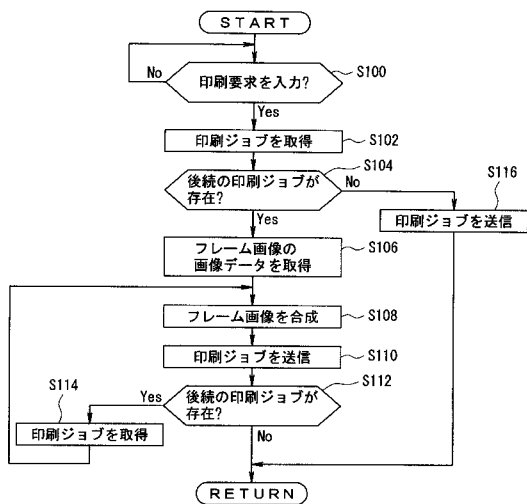 START
印刷要求を入力?
S100
No
Yes
印刷ジョブを取得
S102
後続の印刷ジョブが
存在?
S104
No
S116
印刷ジョブを送信
Yes
フレーム画像の
画像データを取得
S106
フレーム画像を合成
S108
印刷ジョブを送信
S110
後続の印刷ジョブが
存在?
S112
Yes
S114
印刷ジョブを取得
No
RETURN